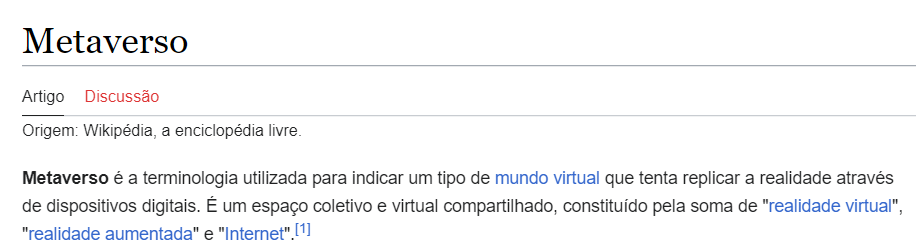 Metaverso
Artigo Discussão
Origem: Wikipédia, a enciclopédia livre.
Metaverso é a terminologia utilizada para indicar um tipo de mundo virtual que tenta replicar a realidade através
de dispositivos digitais. É um espaço coletivo e virtual compartilhado, constituído pela soma de "realidade virtual",
"realidade aumentada" e "Internet".[1]